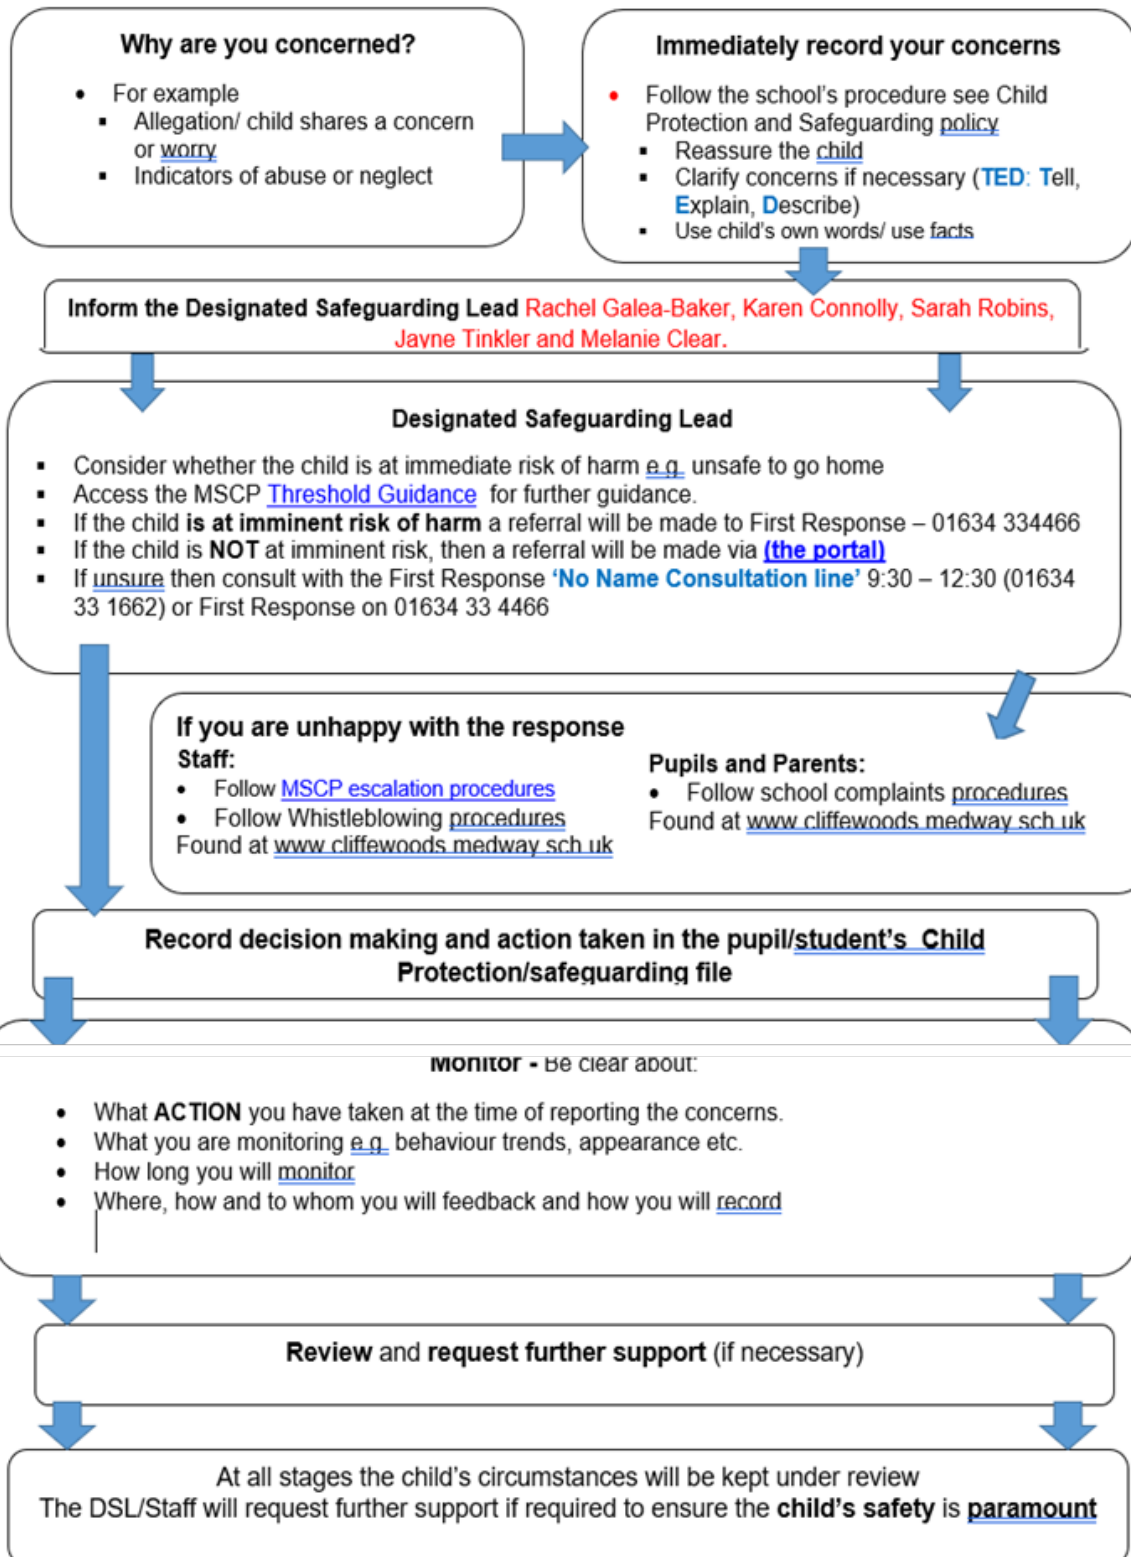 Why are you concerned?
• For example
▪ Allegation/ child shares a concern
or worry
▪ Indicators of abuse or neglect
Immediately record your concerns
• Follow the school's procedure see Child
Protection and Safeguarding policy
▪ Reassure the child
▪ Clarify concerns if necessary (TED: Tell,
Explain, Describe)
▪ Use child's own words/ use facts
Inform the Designated Safeguarding Lead Rachel Galea-Baker, Karen Connolly, Sarah Robins,
Jayne Tinkler and Melanie Clear.
Designated Safeguarding Lead
▪ Consider whether the child is at immediate risk of harm e.g. unsafe to go home
▪ Access the MSCP Threshold Guidance for further guidance.
▪ If the child is at imminent risk of harm a referral will be made to First Response – 01634 334466
▪ If the child is NOT at imminent risk, then a referral will be made via (the portal)
▪ If unsure then consult with the First Response 'No Name Consultation line' 9:30 – 12:30 (01634
33 1662) or First Response on 01634 33 4466
If you are unhappy with the response
Staff:
• Follow MSCP escalation procedures
• Follow Whistleblowing procedures
Found at www.cliffewoods.medway.sch.uk
Pupils and Parents:
• Follow school complaints procedures
Found at www.cliffewoods.medway.sch.uk
Record decision making and action taken in the pupil/student's Child
Protection/safeguarding file
Monitor - Be clear about:
• What ACTION you have taken at the time of reporting the concerns.
• What you are monitoring e.g. behaviour trends, appearance etc.
• How long you will monitor
• Where, how and to whom you will feedback and how you will record
Review and request further support (if necessary)
At all stages the child's circumstances will be kept under review
The DSL/Staff will request further support if required to ensure the child's safety is paramount